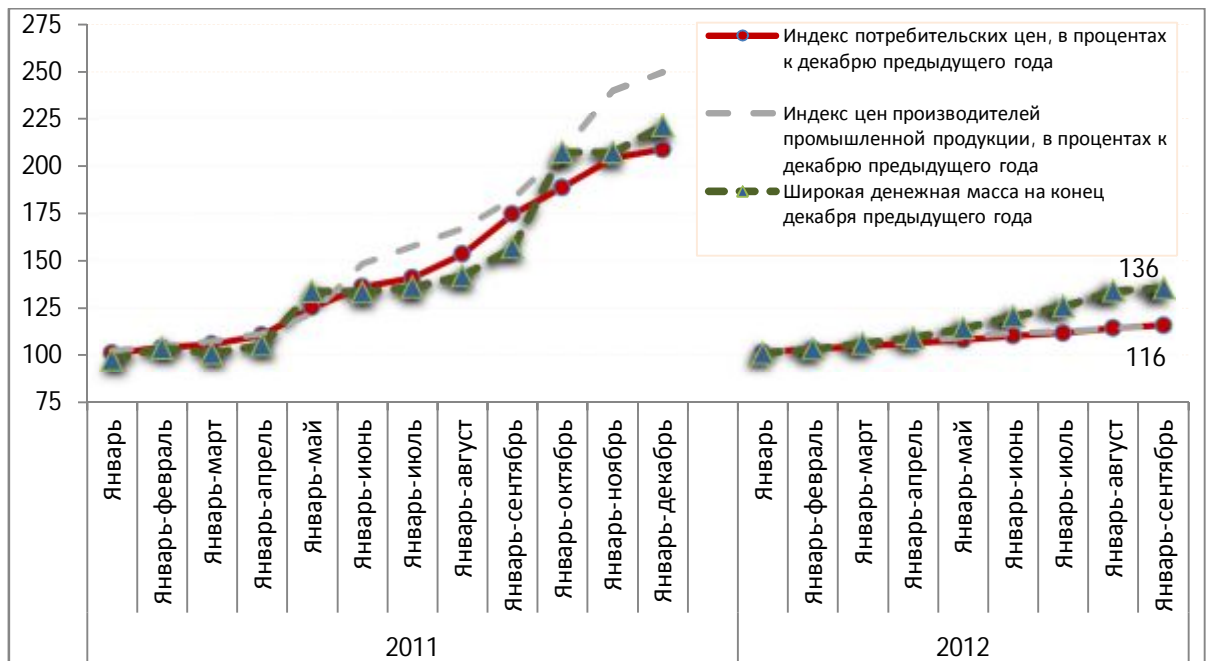 275
250
225
200
175
150
125
100
75
Индекс потребительских цен, в процентах
к декабрю предыдущего года
Индекс цен производителей
промышленной продукции, в процентах к
декабрю предыдущего года
Широкая денежная масса на конец
декабря предыдущего года
136
116
Январь
Январь-февраль
Январь-март
Январь-апрель
Январь-май
Январь-июнь
Январь-июль
Январь-август
Январь-сентябрь
Январь-октябрь
Январь-ноябрь
Январь-декабрь
Январь
Январь-февраль
Январь-март
Январь-апрель
Январь-май
Январь-июнь
Январь-июль
Январь-август
Январь-сентябрь
2011
2012